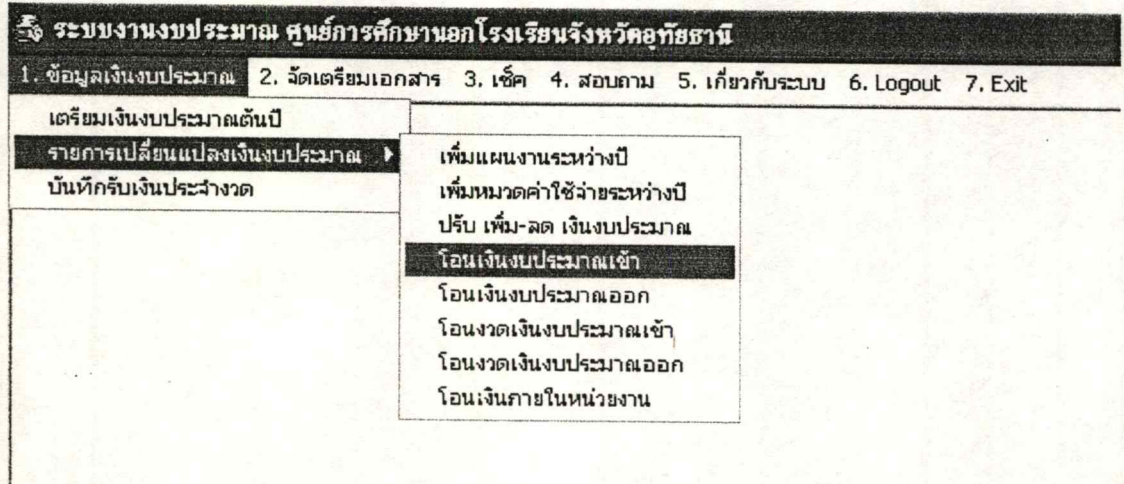 ระบบงานงบประมาณ ศูนย์การศึกษานอกโรงเรียนจังหวัดอุทัยธานี
1. ข้อมูลเงินงบประมาณ 2. จัดเตรียมเอกสาร 3. เช็ค 4. สอบถาม 5. เกี่ยวกับระบบ 6. Logout 7. Exit
เตรียมเงินงบประมาณต้นปี
รายการเปลี่ยนแปลงเงินงบประมาณ
บันทึกรับเงินประจำงวด
เพิ่มแผนงานระหว่างปี
เพิ่มหมวดค่าใช้จ่ายระหว่างปี
ปรับ เพิ่ม-ลด เงินงบประมาณ
โอนเงินงบประมาณเข้า
โอนเงินงบประมาณออก
โอนงวดเงินงบประมาณเข้า
โอนงวดเงินงบประมาณออก
โอนเงินภายในหน่วยงาน